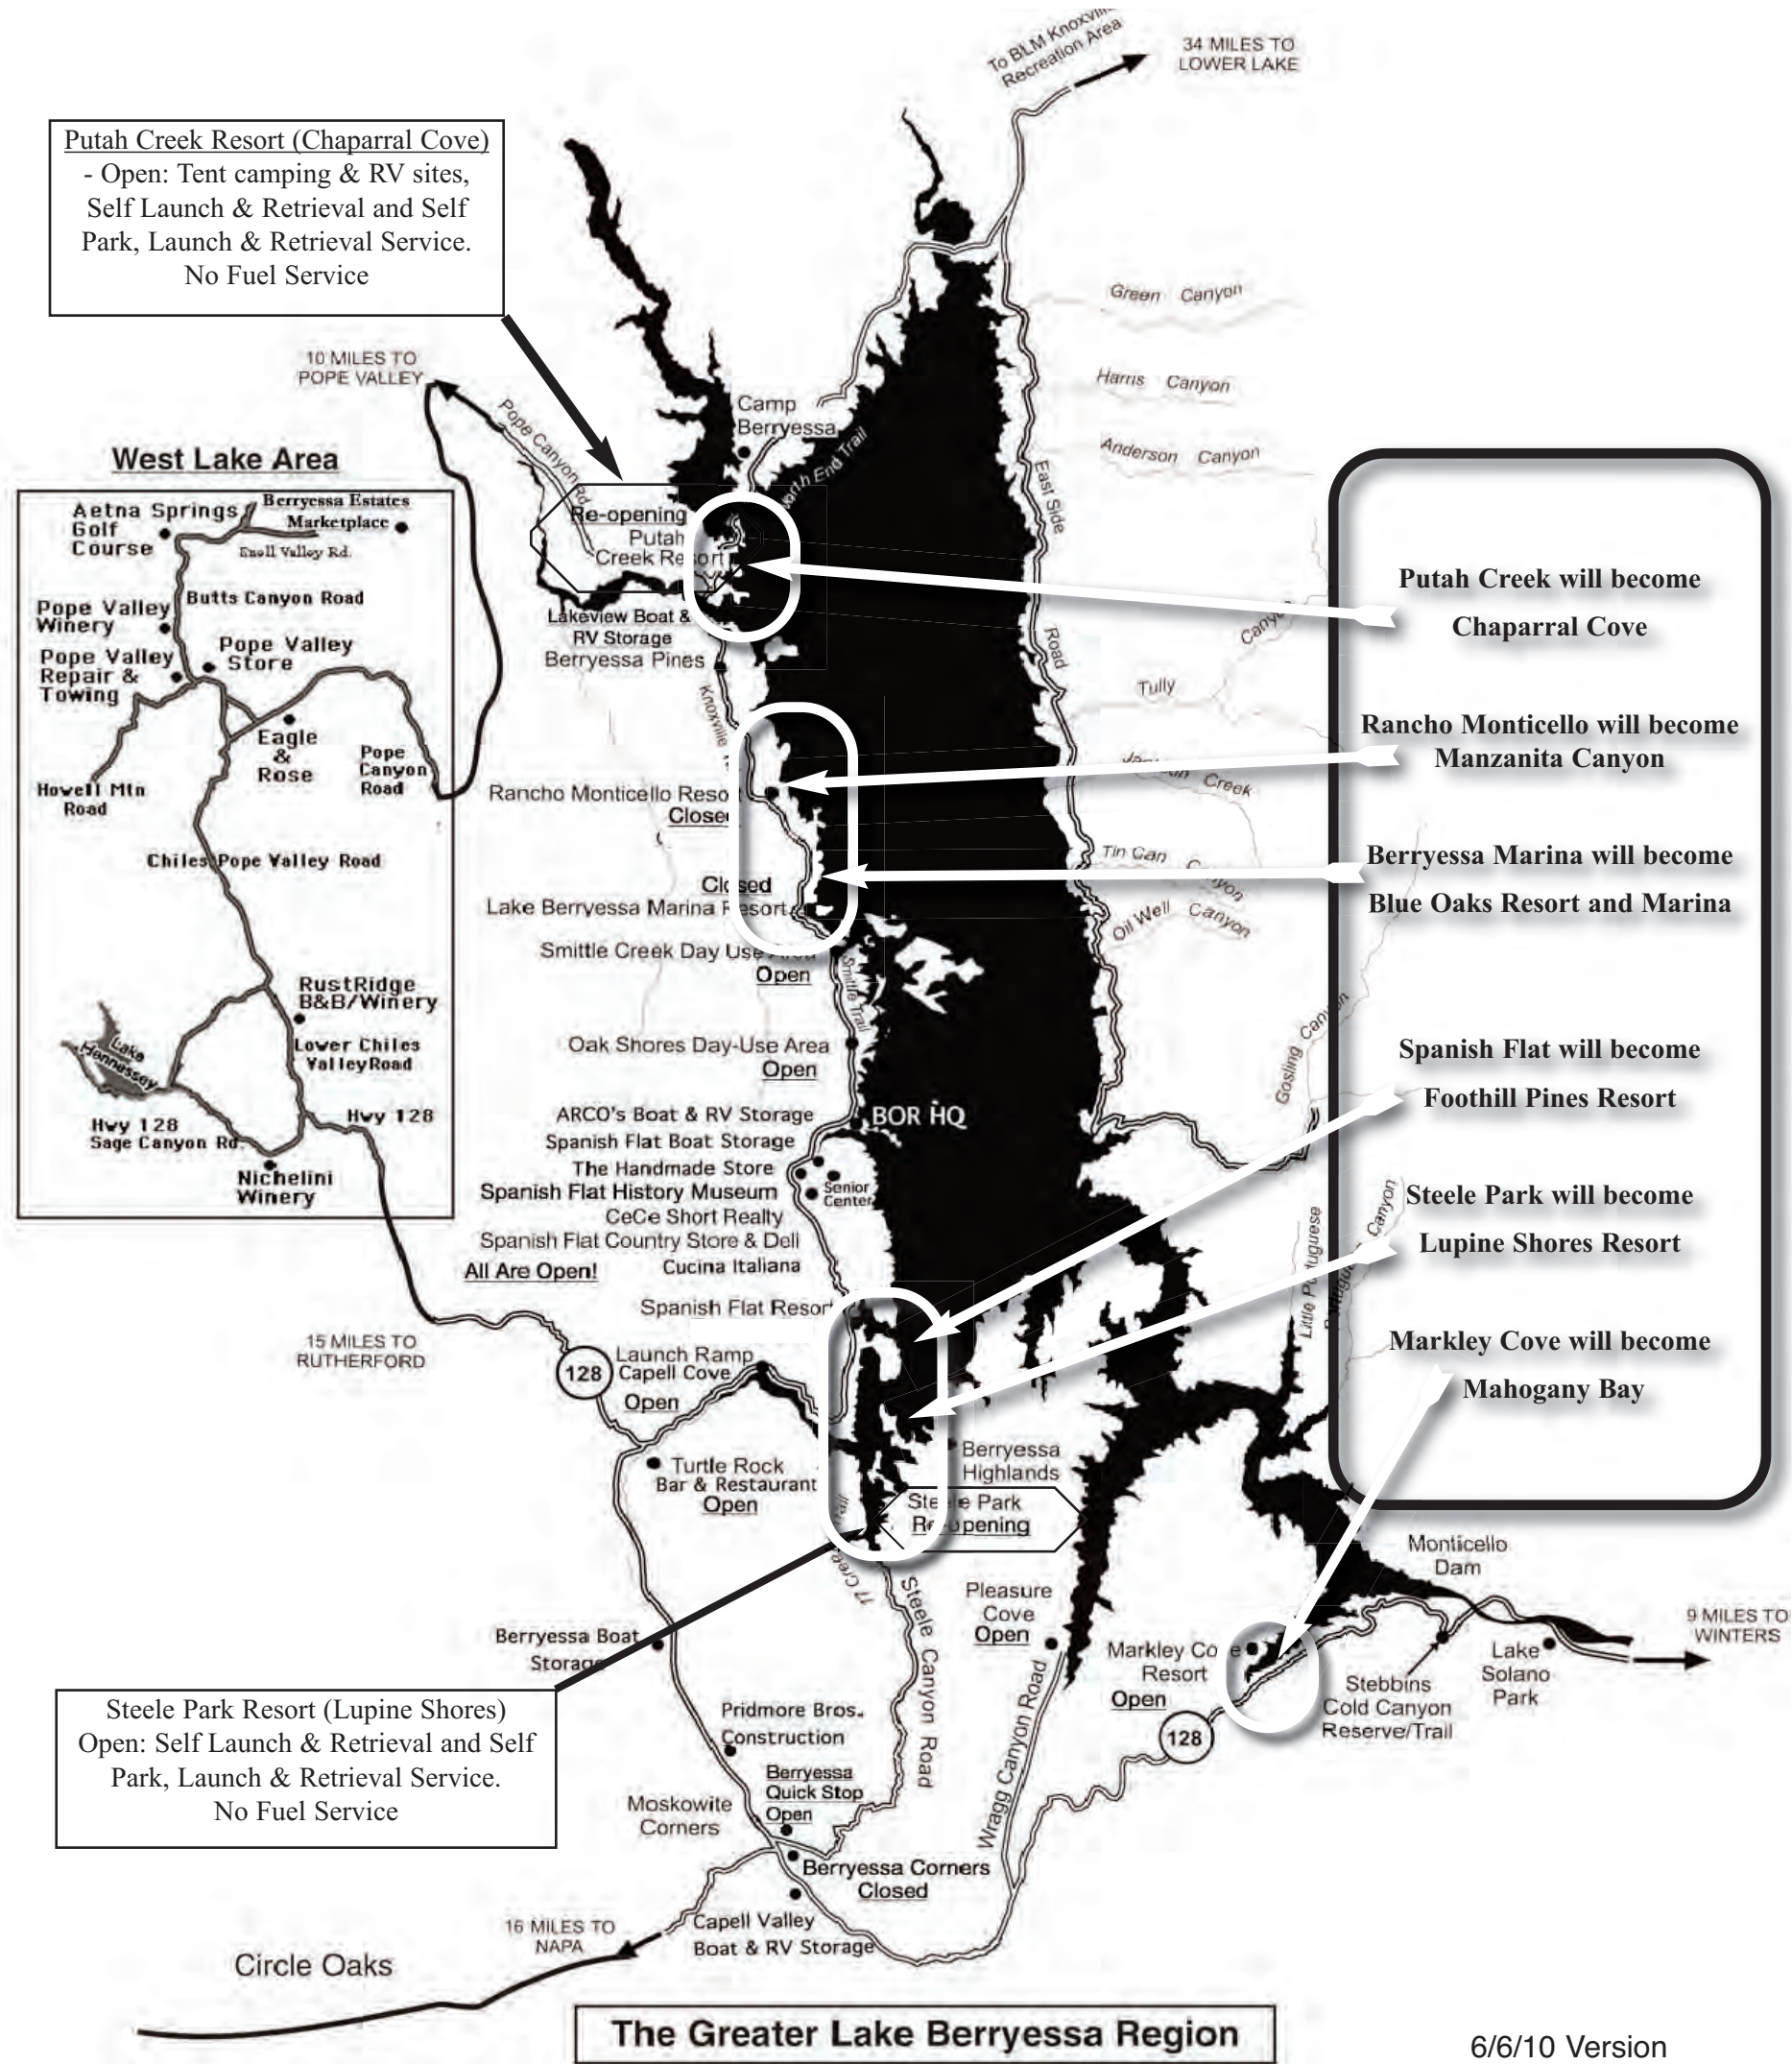 To BLM Knoxville
Recreation Area
34 MILES TO
LOWER LAKE
Putah Creek Resort (Chaparral Cove)
- Open: Tent camping & RV sites,
Self Launch & Retrieval and Self
Park, Launch & Retrieval Service.
No Fuel Service
10 MILES TO
POPE VALLEY
Pope Canyon Rd.
Camp
Berryessa
North End Trail
Green Canyon
Harris Canyon
Anderson Canyon
East Side
Road
Re-opening
Putah
Creek Resort
Lakeview Boat &
RV Storage
Berryessa Pines
Knoxville
Canyon
Tully
Creek
Tin Can Canyon
Oil Well Canyon
Gosling Canyon
Little Portuguese
Canyon
West Lake Area
Aetna Springs
Golf
Course
Berryessa Estates
Marketplace
Snell Valley Rd.
Butts Canyon Road
Pope Valley
Winery
Pope Valley
Store
Pope Valley
Repair &
Towing
Eagle
&
Rose
Pope
Canyon
Road
Howell Mtn
Road
Chiles Pope Valley Road
RustRidge
B&B/Winery
Lake
Hennessey
Lower Chiles
Valley Road
Hwy 128
Hwy 128
Sage Canyon Rd.
Nichelini
Winery
Rancho Monticello Resort
Closed
Closed
Lake Berryessa Marina Resort
Smittle Creek Day Use Area
Open
Smittle Trail
Oak Shores Day-Use Area
Open
ARCO's Boat & RV Storage
BOR HQ
Spanish Flat Boat Storage
The Handmade Store
Spanish Flat History Museum
Senior
Center
CeCe Short Realty
Spanish Flat Country Store & Deli
All Are Open!
Cucina Italiana
Spanish Flat Resort
Putah Creek will become
Chaparral Cove
Rancho Monticello will become
Manzanita Canyon
Berryessa Marina will become
Blue Oaks Resort and Marina
Spanish Flat will become
Foothill Pines Resort
Steele Park will become
Lupine Shores Resort
Markley Cove will become
Mahogany Bay
15 MILES TO
RUTHERFORD
128
Launch Ramp
Capell Cove
Open
Turtle Rock
Bar & Restaurant
Open
Berryessa
Highlands
Steele Park
Re-opening
Steele Canyon Road
Pleasure
Cove
Open
Wragg Canyon Road
Markley Cove
Resort
Open
128
Monticello
Dam
Stebbins
Cold Canyon
Reserve/Trail
Lake
Solano
Park
9 MILES TO
WINTERS
Berryessa Boat
Storage
Steele Park Resort (Lupine Shores)
Open: Self Launch & Retrieval and Self
Park, Launch & Retrieval Service.
No Fuel Service
Pridmore Bros.
Construction
Berryessa
Quick Stop
Open
Moskowite
Corners
Berryessa Corners
Closed
Capell Valley
Boat & RV Storage
16 MILES TO
NAPA
Circle Oaks
The Greater Lake Berryessa Region
6/6/10 Version